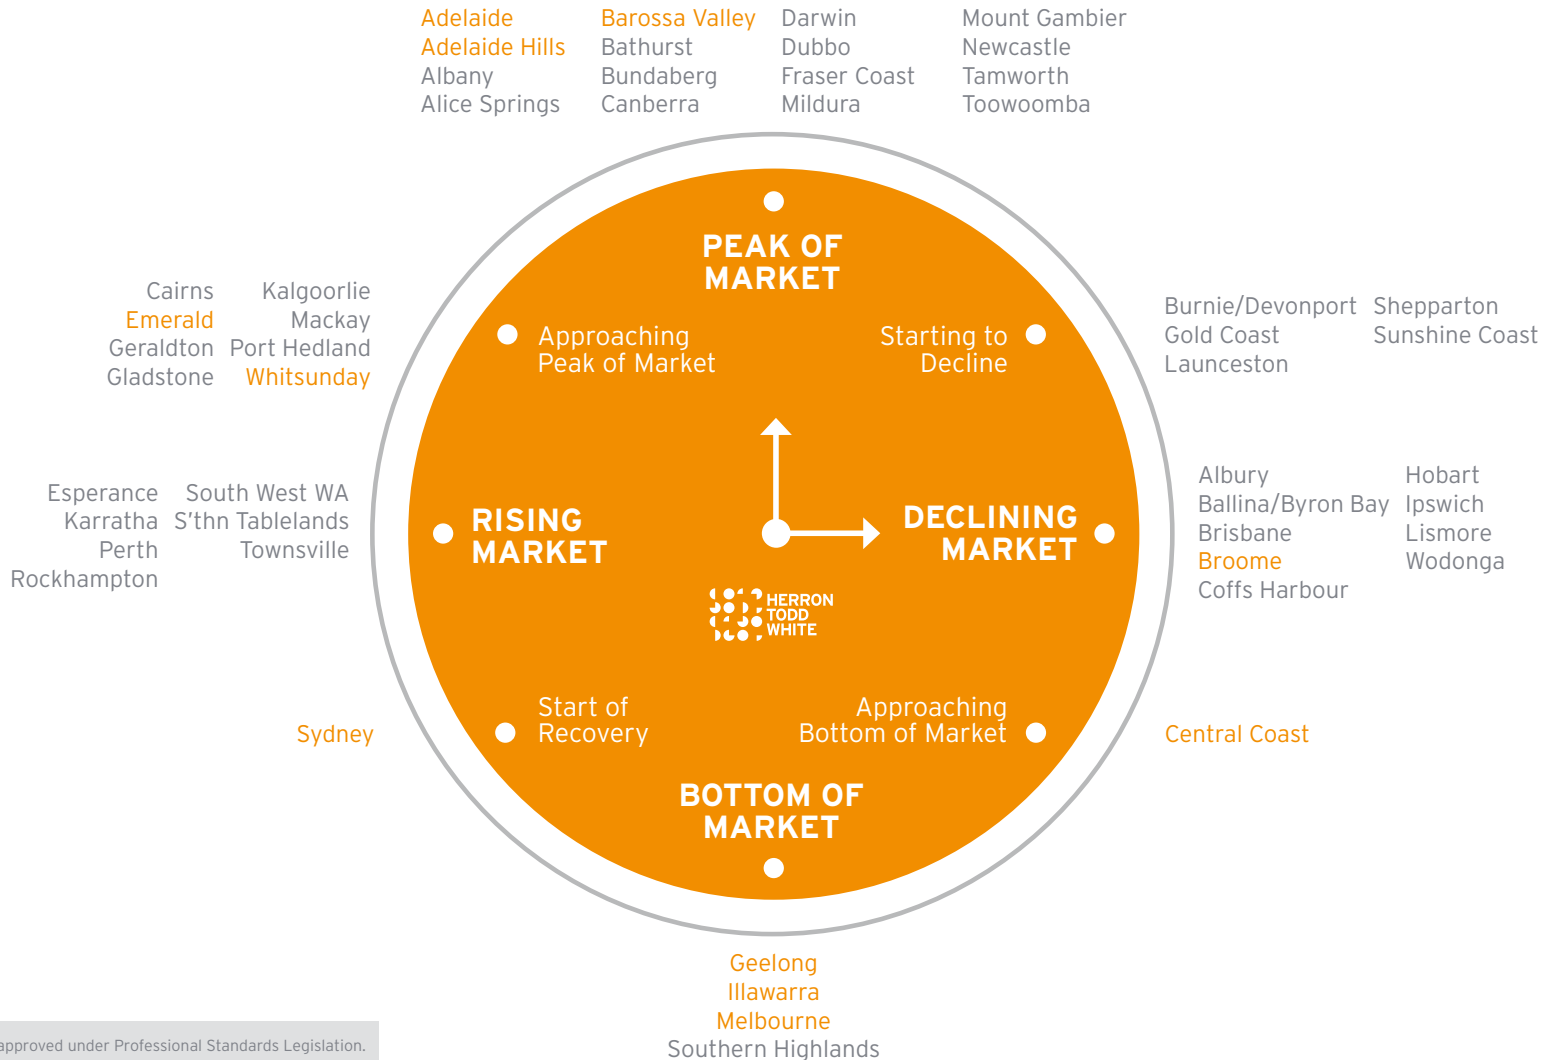 Adelaide
Adelaide Hills
Albany
Alice Springs
Barossa Valley
Bathurst
Bundaberg
Canberra
Darwin
Dubbo
Fraser Coast
Mildura
Mount Gambier
Newcastle
Tamworth
Toowoomba
PEAK OF
MARKET
Cairns
Emerald
Geraldton
Gladstone
Kalgoorlie
Mackay
Port Hedland
Whitsunday
Approaching
Peak of Market
Starting to
Decline
Burnie/Devonport
Gold Coast
Launceston
Shepparton
Sunshine Coast
Esperance
Karratha
Perth
Rockhampton
South West WA
S'thn Tablelands
Townsville
RISING
MARKET
DECLINING
MARKET
Albury
Ballina/Byron Bay
Brisbane
Broome
Coffs Harbour
Hobart
Ipswich
Lismore
Wodonga
HERRON
TODD
WHITE
Sydney
Start of
Recovery
Approaching
Bottom of Market
Central Coast
BOTTOM OF
MARKET
Geelong
Illawarra
Melbourne
Southern Highlands
approved under Professional Standards Legislation.